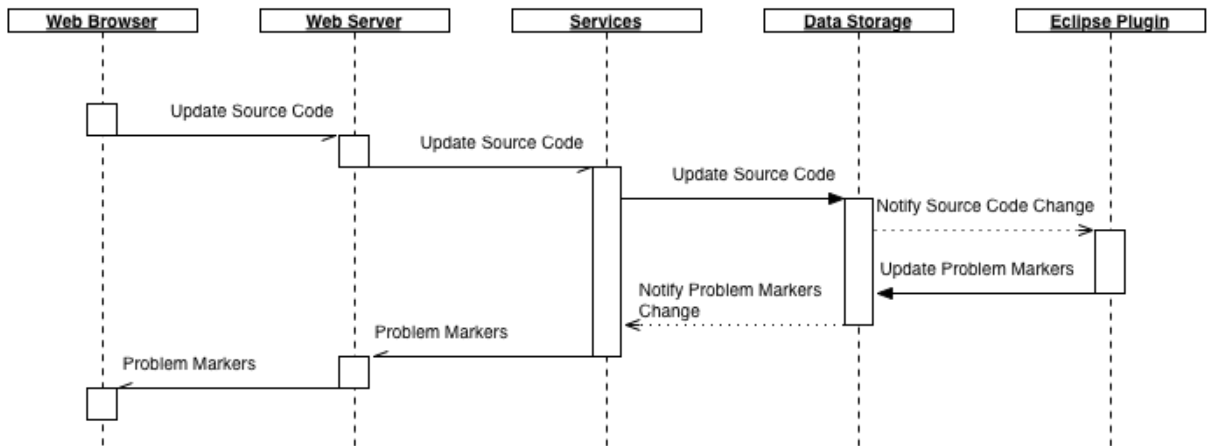 Web Browser
Web Server
Services
Data Storage
Eclipse Plugin
Update Source Code
Update Source Code
Update Source Code
Notify Source Code Change
Update Problem Markers
Notify Problem Markers
Change
Problem Markers
Problem Markers